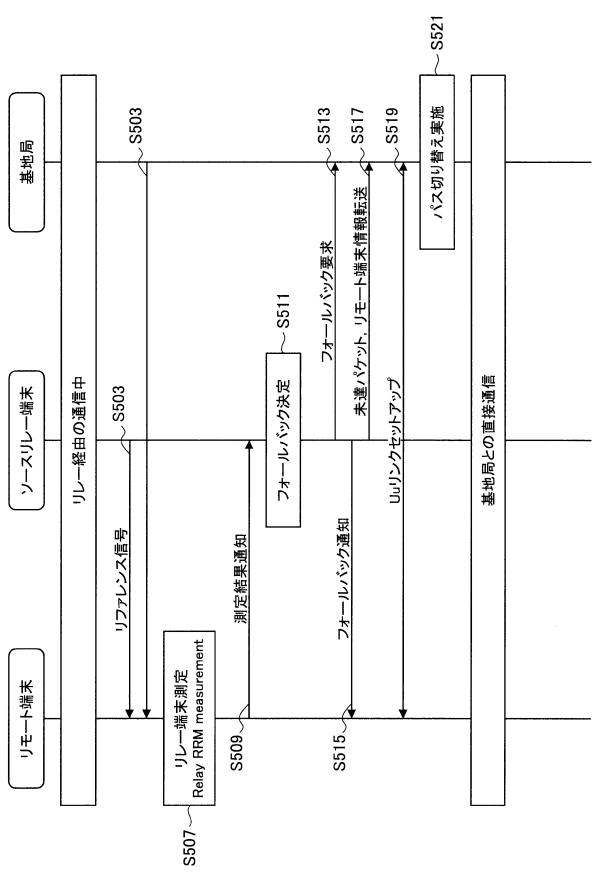 リモート端末
ソースリレー端末
基地局
リレー経由の通信中
リファレンス信号
S503
S503
リレー端末測定
Relay RRM measurement
S507
測定結果通知
S509
フォールバック決定
S511
フォールバック要求
S513
フォールバック通知
S515
未達パケット, リモート端末情報転送
S517
Uuリンクセットアップ
S519
パス切り替え実施
S521
基地局との直接通信